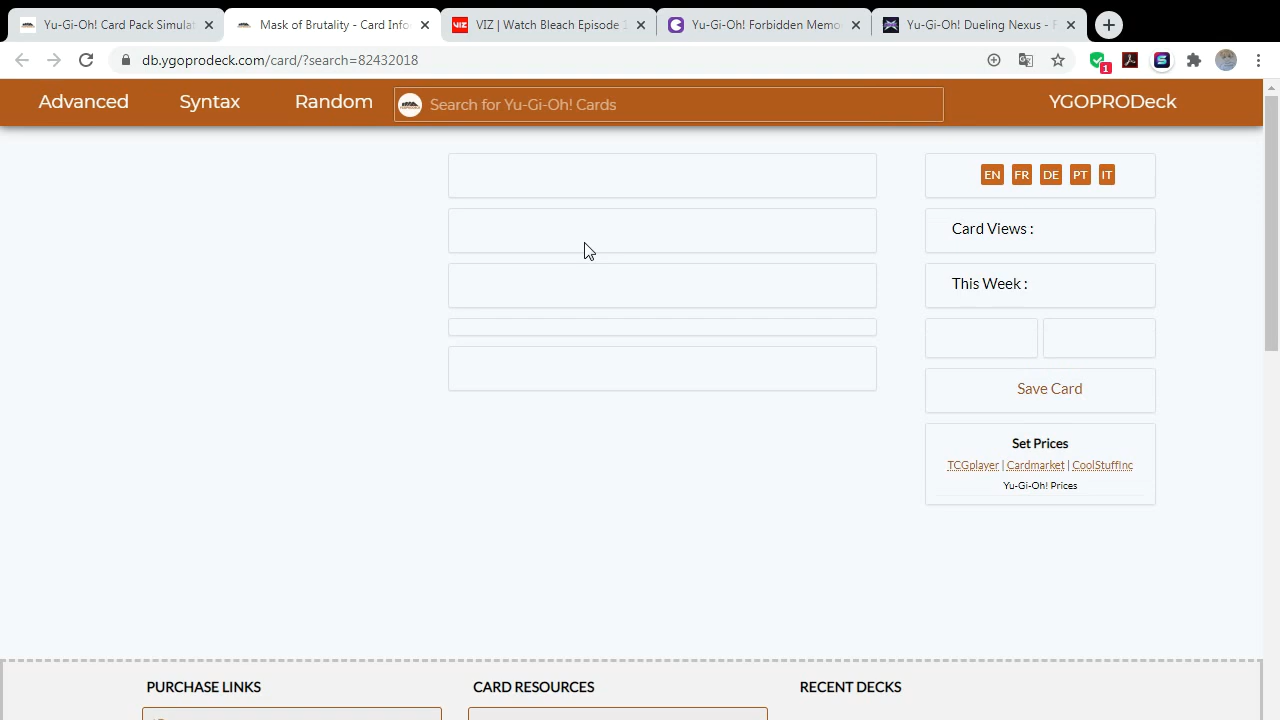 Yu-Gi-Oh! Card Pack Simulat
Mask of Brutality - Card Info
VIZ | Watch Bleach Episode 1
Yu-Gi-Oh! Forbidden Memo
Yu-Gi-Oh! Dueling Nexus - F
db.ygoprodeck.com/card/?search=82432018
1
Advanced
Syntax
Random
Search for Yu-Gi-Oh! Cards
YGOPRODeck
EN FR DE PT IT
Card Views :
This Week :
Save Card
Set Prices
TCGplayer | Cardmarket | CoolStuffInc
Yu-Gi-Oh! Prices
PURCHASE LINKS
CARD RESOURCES
RECENT DECKS